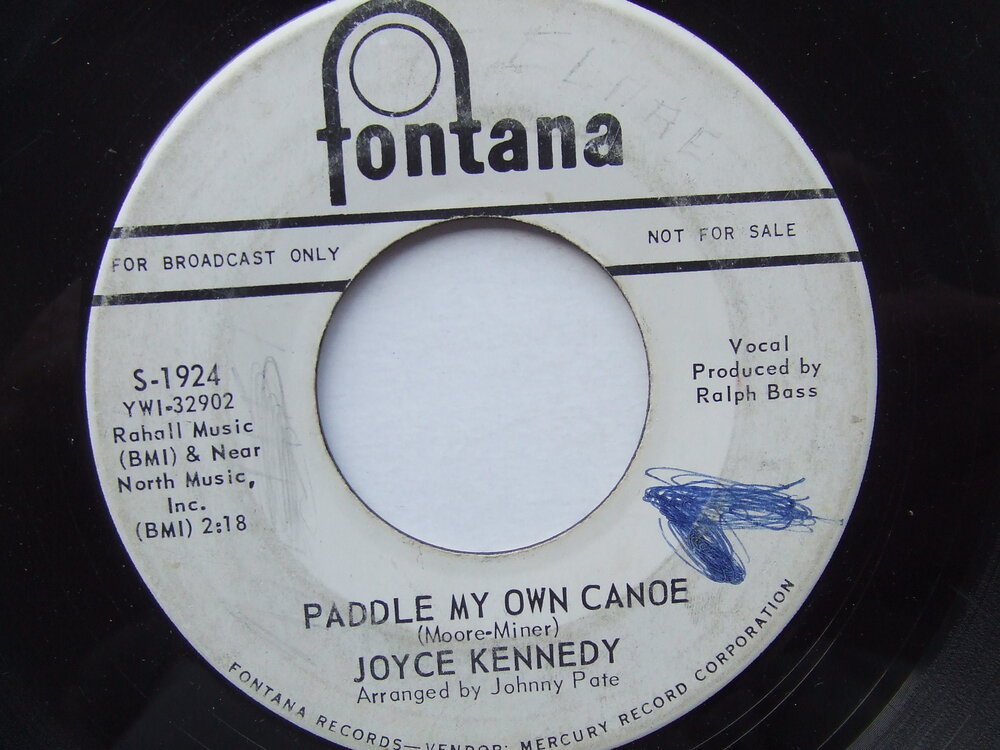 fontana
FOR BROADCAST ONLY
NOT FOR SALE
S-1924
YWI-32902
Rahall Music
(BMI) & Near
North Music,
Inc.
(BMI) 2:18
Vocal
Produced by
Ralph Bass
PADDLE MY OWN CANOE
(Moore-Miner)
JOYCE KENNEDY
Arranged by Johnny Pate
FONTANA RECORDS—VENDOR: MERCURY RECORD CORPORATION